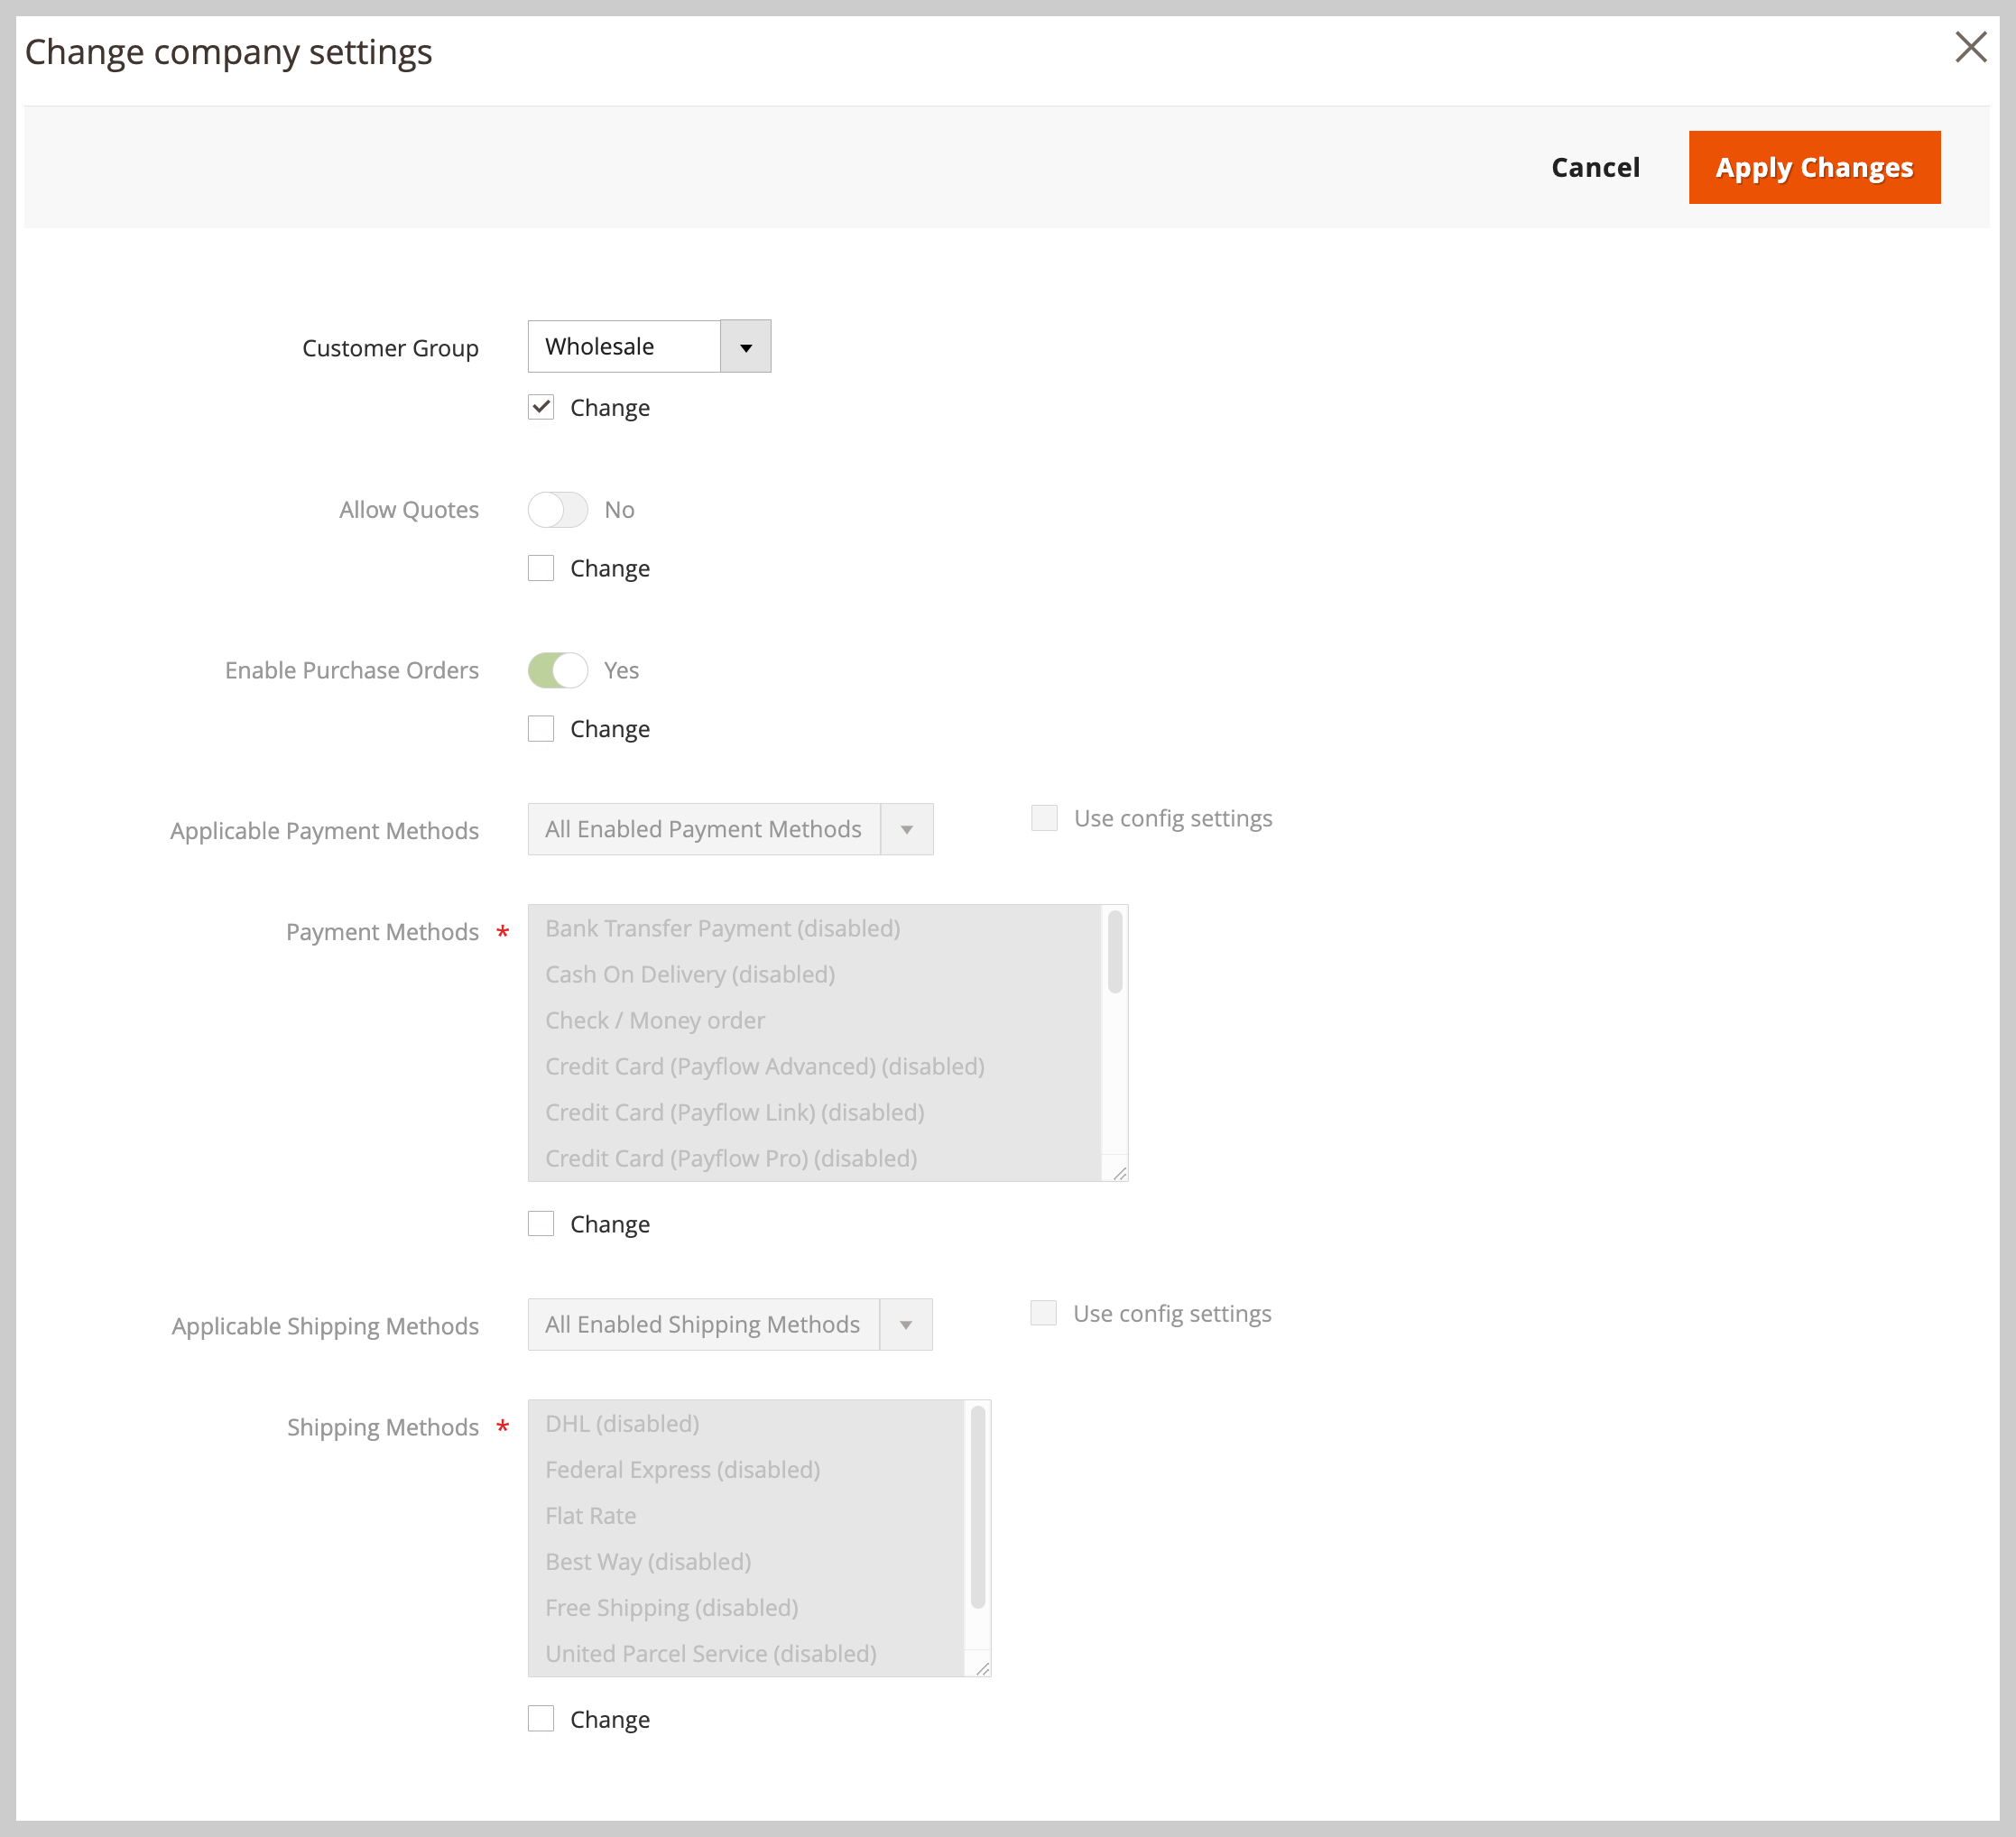 Change company settings
Cancel
Apply Changes
Customer Group
Wholesale
Change
Allow Quotes
No
Change
Enable Purchase Orders
Yes
Change
Applicable Payment Methods
All Enabled Payment Methods
Use config settings
Payment Methods *
Bank Transfer Payment (disabled)
Cash On Delivery (disabled)
Check / Money order
Credit Card (Payflow Advanced) (disabled)
Credit Card (Payflow Link) (disabled)
Credit Card (Payflow Pro) (disabled)
Change
Applicable Shipping Methods
All Enabled Shipping Methods
Use config settings
Shipping Methods *
DHL (disabled)
Federal Express (disabled)
Flat Rate
Best Way (disabled)
Free Shipping (disabled)
United Parcel Service (disabled)
Change